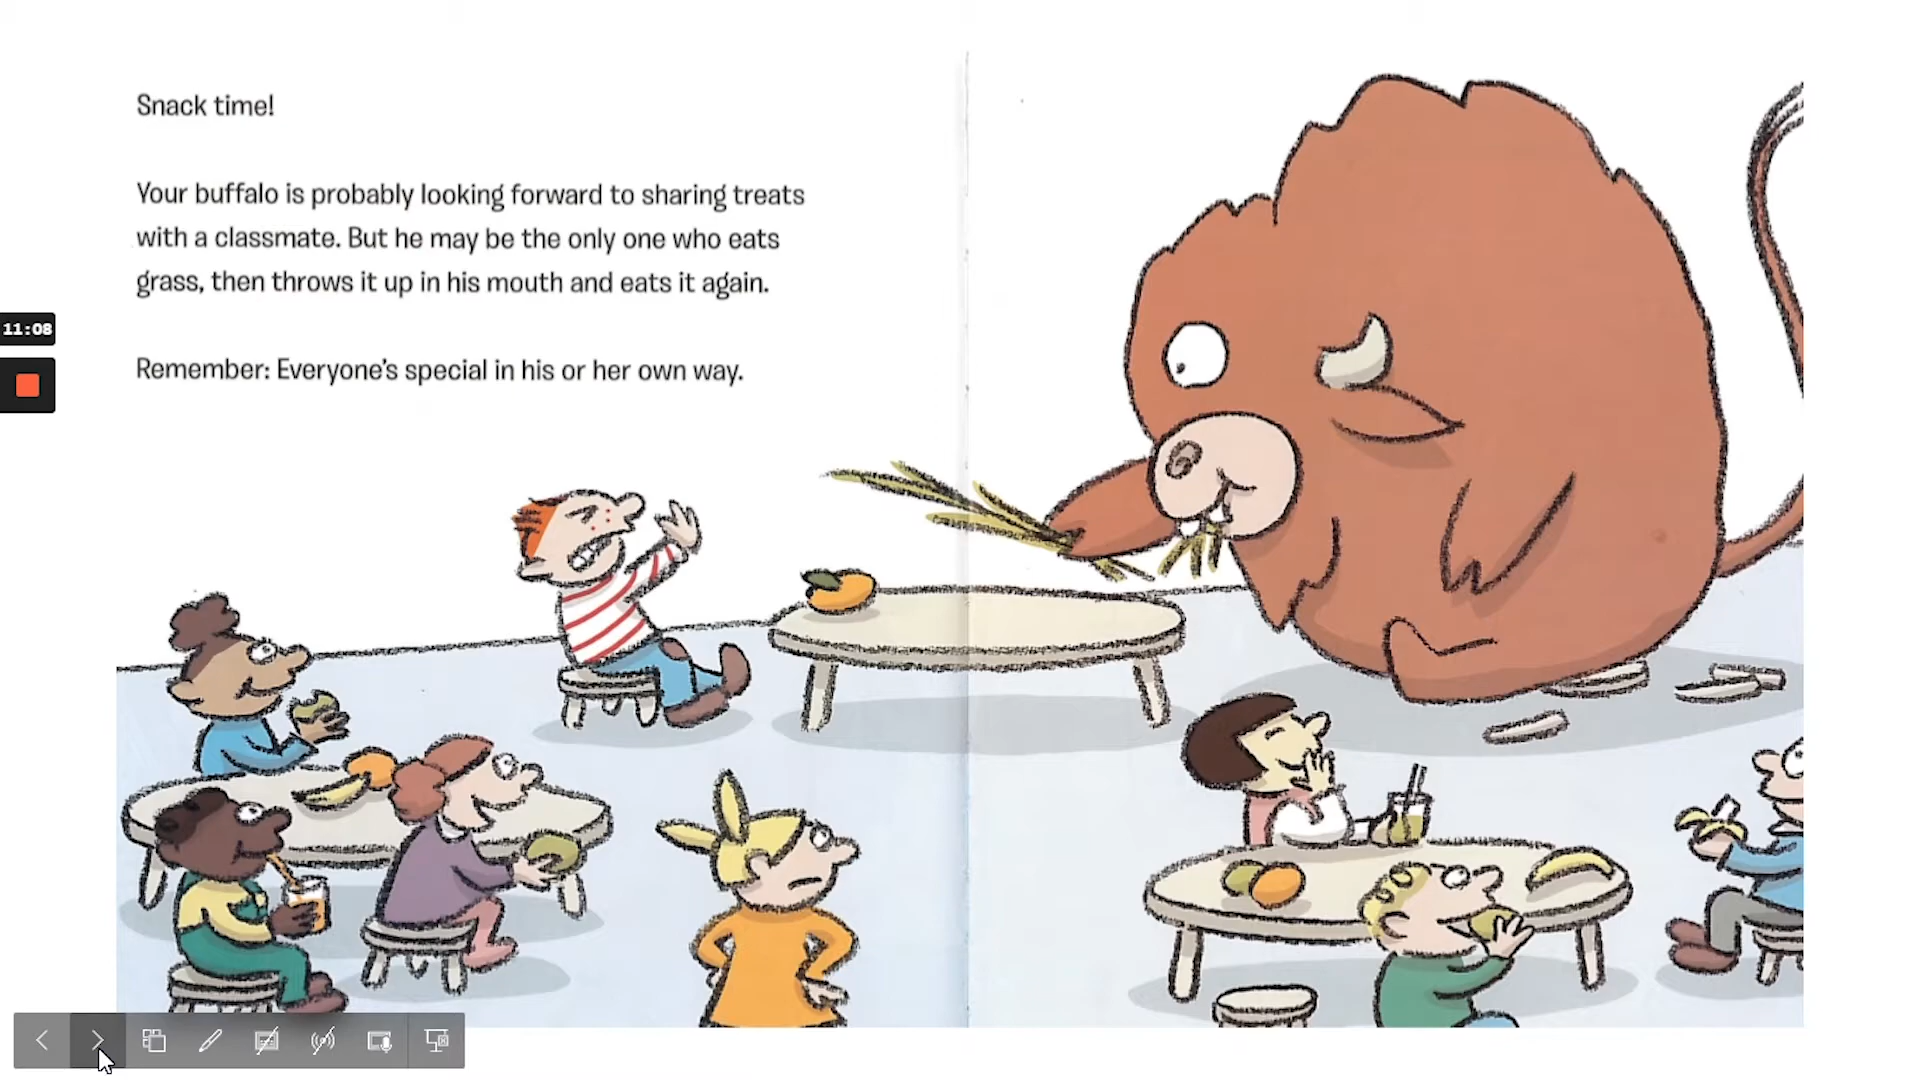 Snack time!
Your buffalo is probably looking forward to sharing treats
with a classmate. But he may be the only one who eats
grass, then throws it up in his mouth and eats it again.
Remember: Everyone's special in his or her own way.
11:08